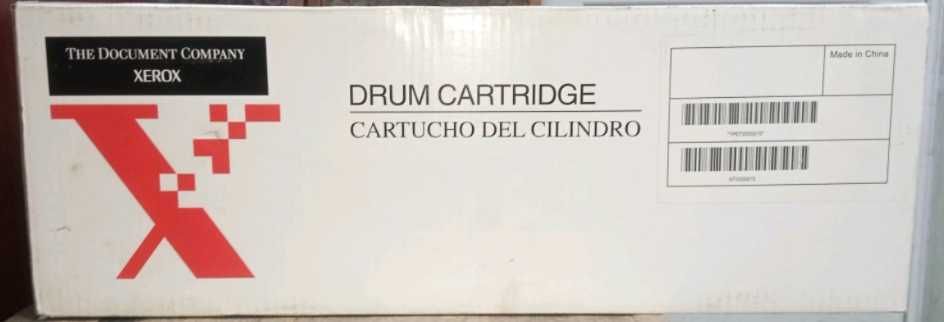 THE DOCUMENT COMPANY
XEROX
DRUM CARTRIDGE
CARTUCHO DEL CILINDRO
Made in China